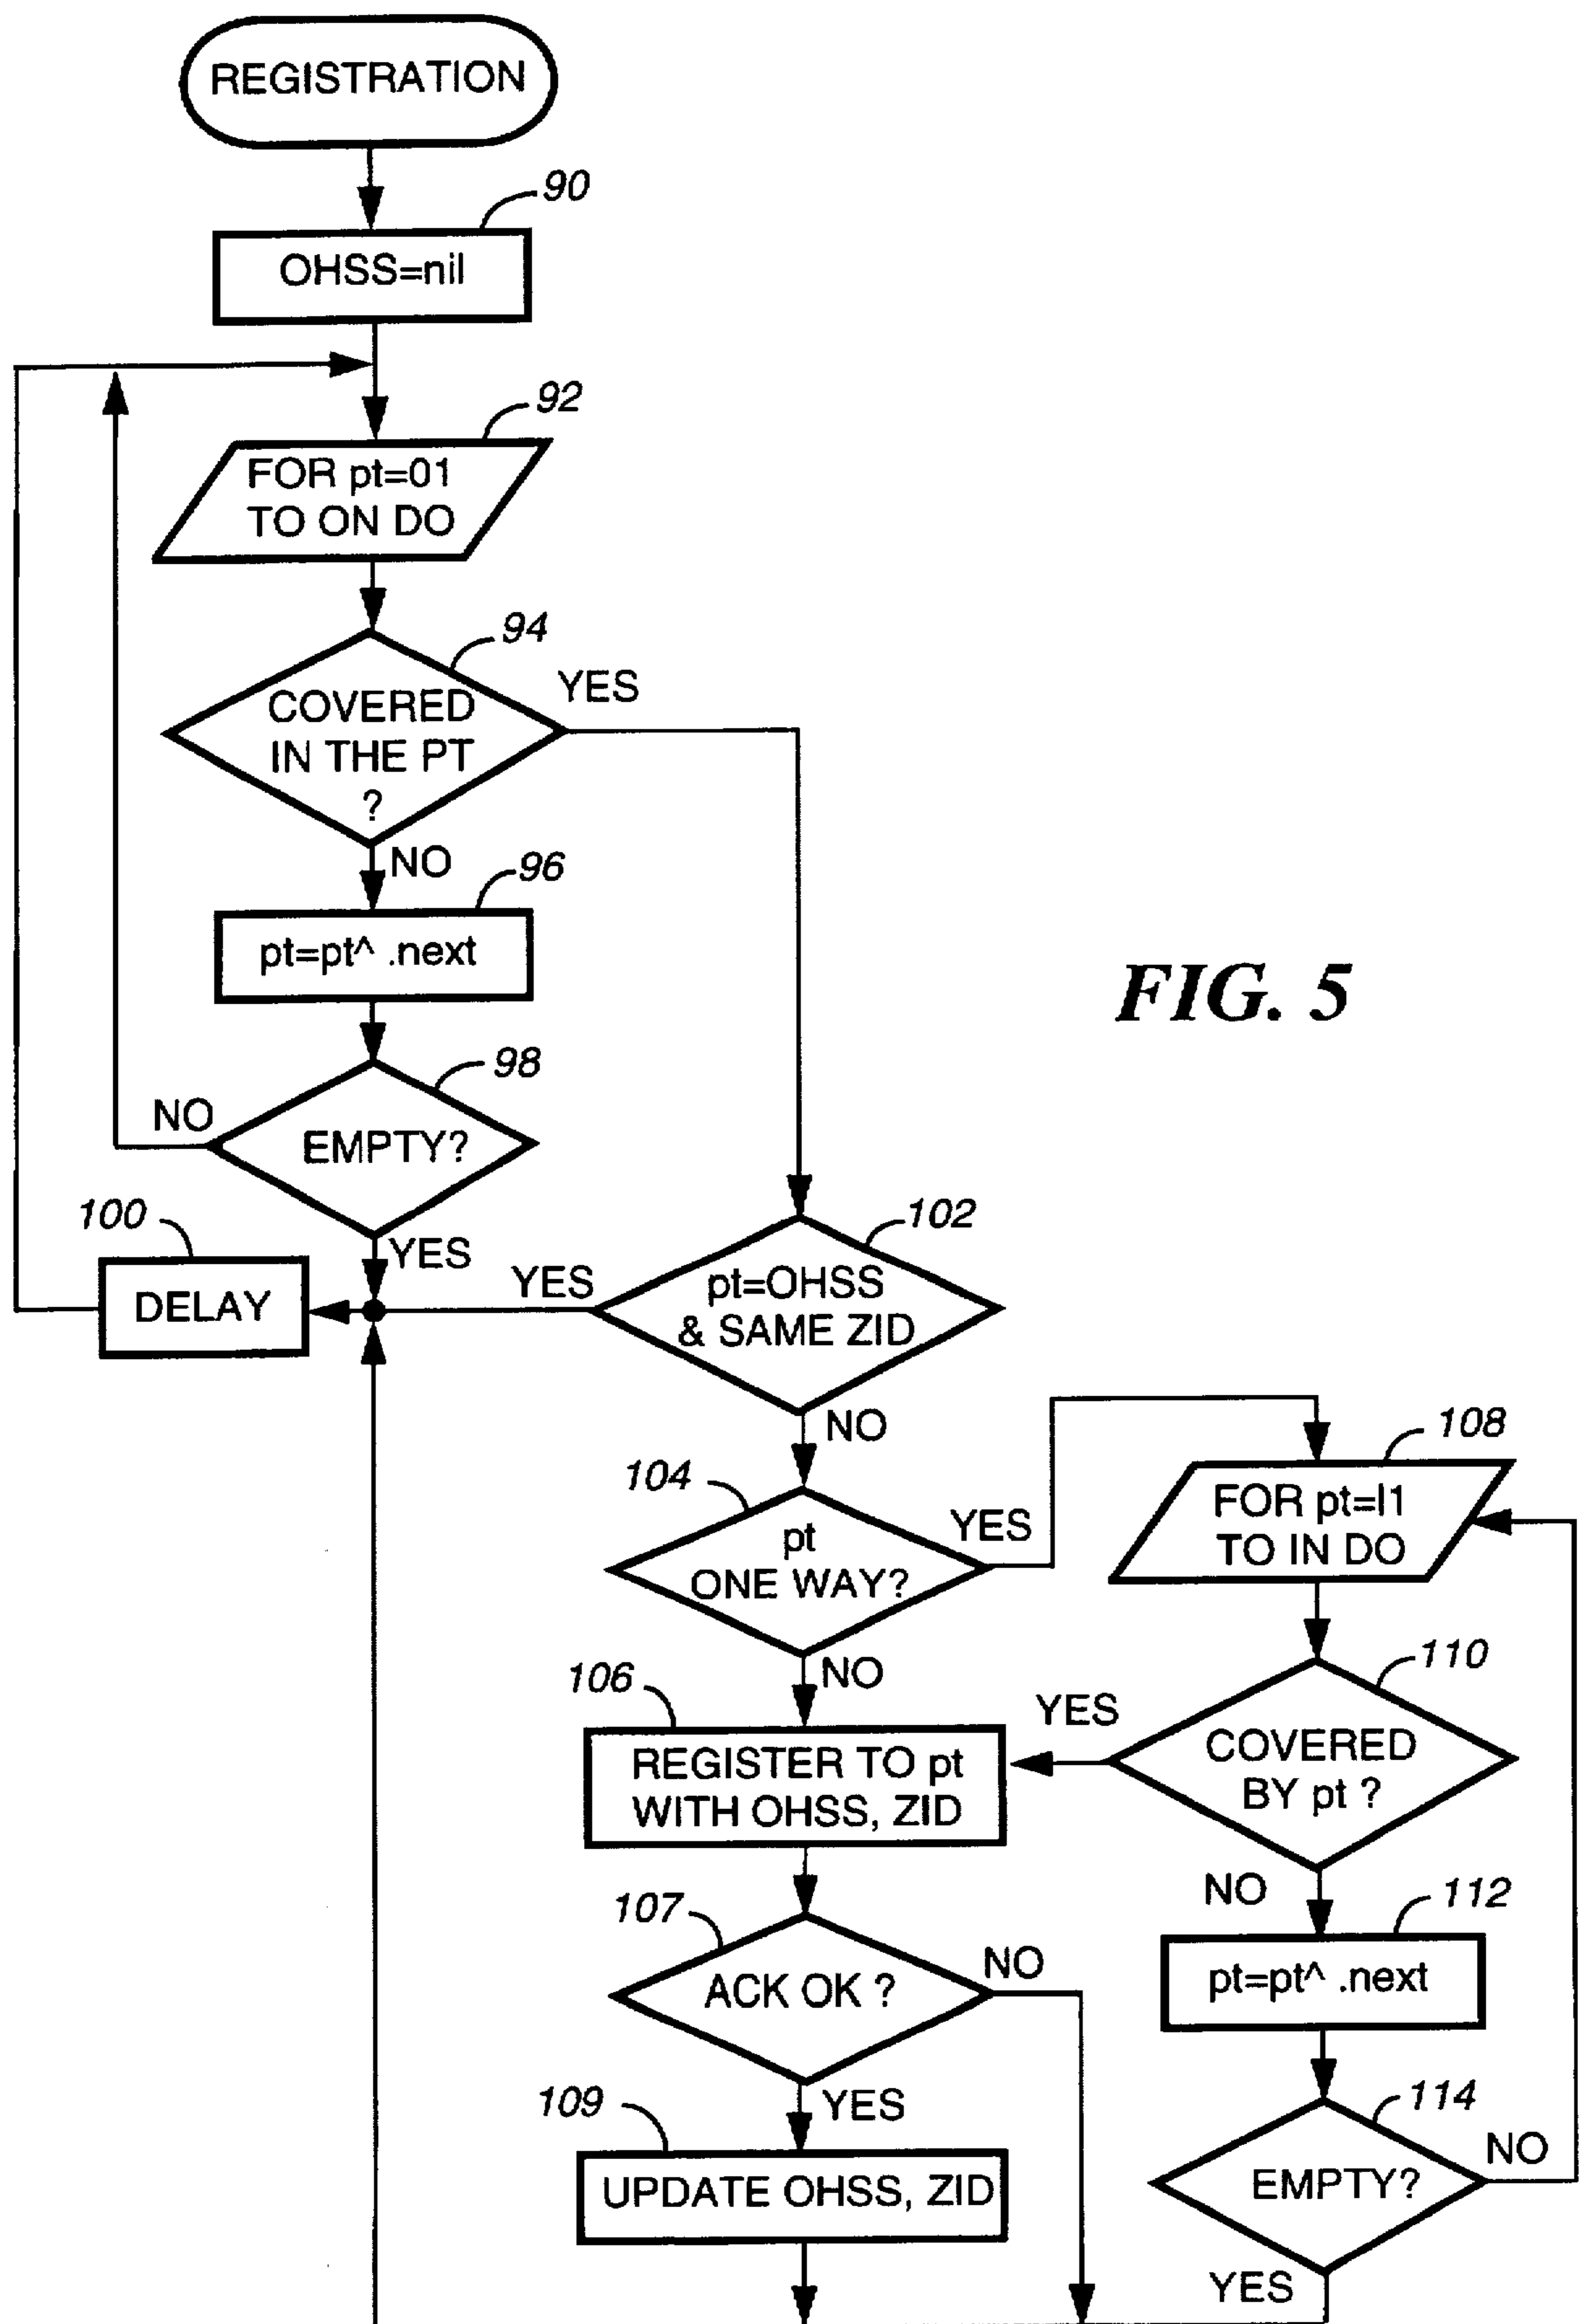 REGISTRATION
90
OHSS=nil
92
FOR pt=01
TO ON DO
94
COVERED
IN THE PT
?
YES
NO
96
pt=pt^ .next
FIG. 5
98
EMPTY?
NO
YES
100
DELAY
102
pt=OHSS
& SAME ZID
YES
NO
104
pt
ONE WAY?
YES
NO
108
FOR pt=I1
TO IN DO
106
REGISTER TO pt
WITH OHSS, ZID
110
COVERED
BY pt ?
YES
NO
107
ACK OK ?
NO
YES
112
pt=pt^ .next
109
UPDATE OHSS, ZID
114
EMPTY?
NO
YES